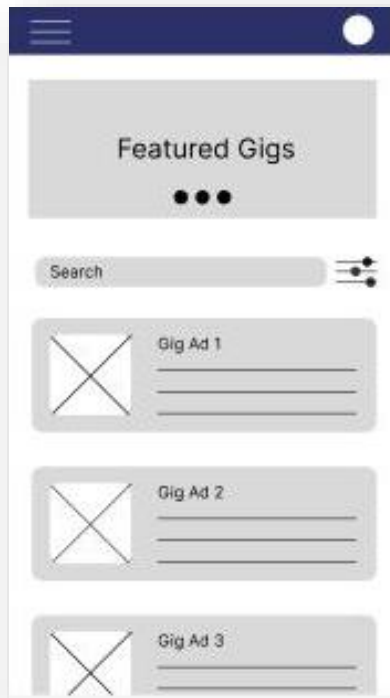 Featured Gigs
Search
Gig Ad 1
Gig Ad 2
Gig Ad 3